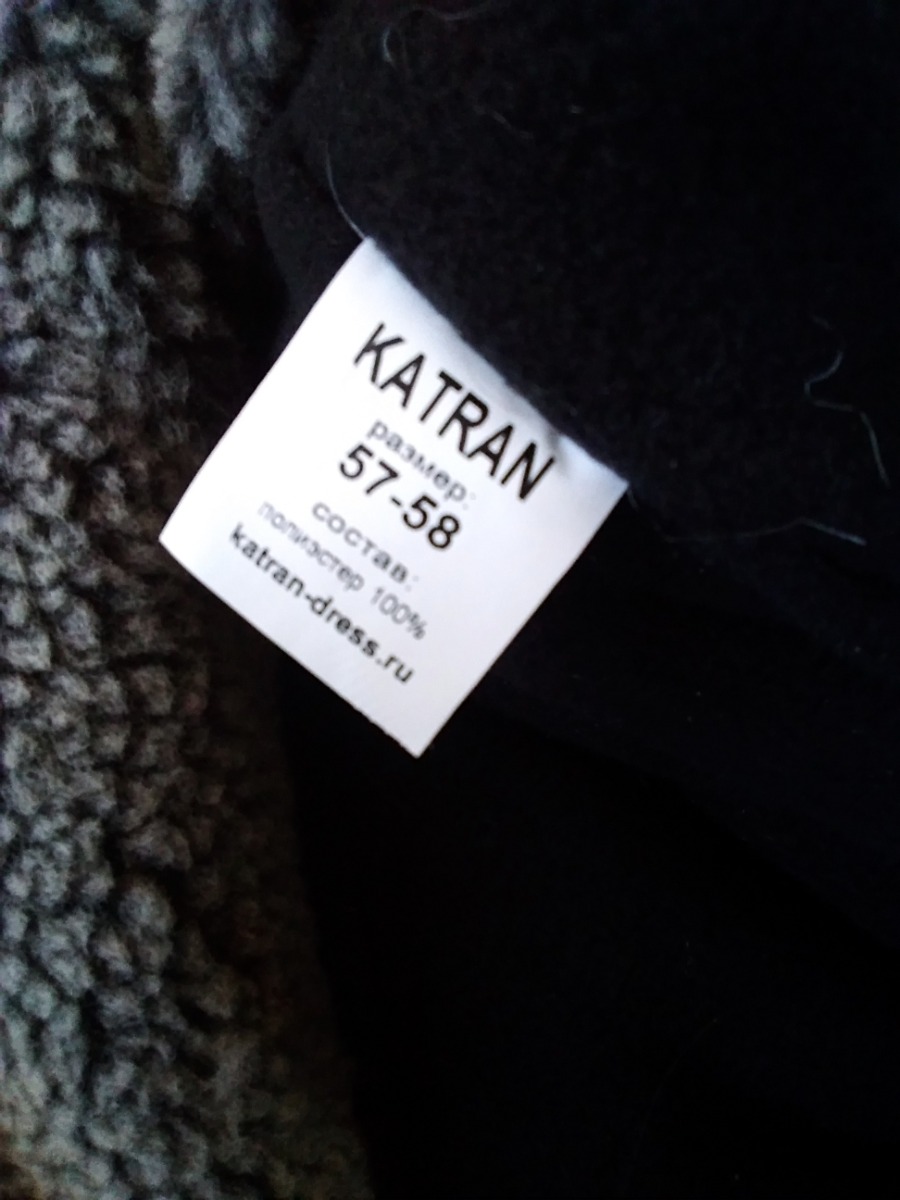 KATRAN
размер:
57-58
состав:
полиэстер 100%
katran-dress.ru